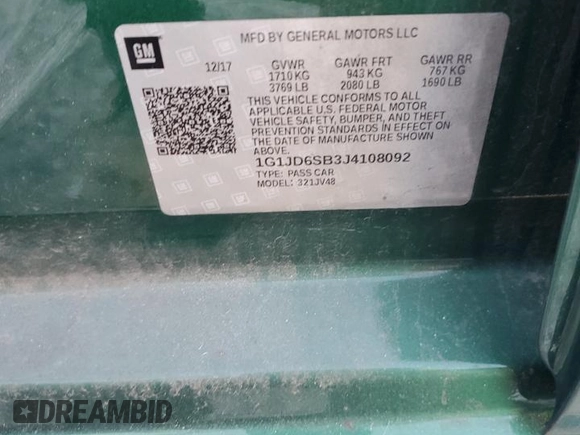 GM
MFD BY GENERAL MOTORS LLC
12/17 GVWR GAWR FRT GAWR RR
1710 KG 943 KG 767 KG
3769 LB 2080 LB 1690 LB
THIS VEHICLE CONFORMS TO ALL
APPLICABLE U.S. FEDERAL MOTOR
VEHICLE SAFETY, BUMPER, AND THEFT
PREVENTION STANDARDS IN EFFECT ON
THE DATE OF MANUFACTURE SHOWN
ABOVE.
1G1JD6SB3J4108092
TYPE: PASS CAR
MODEL: 321JV48
DREAMBID